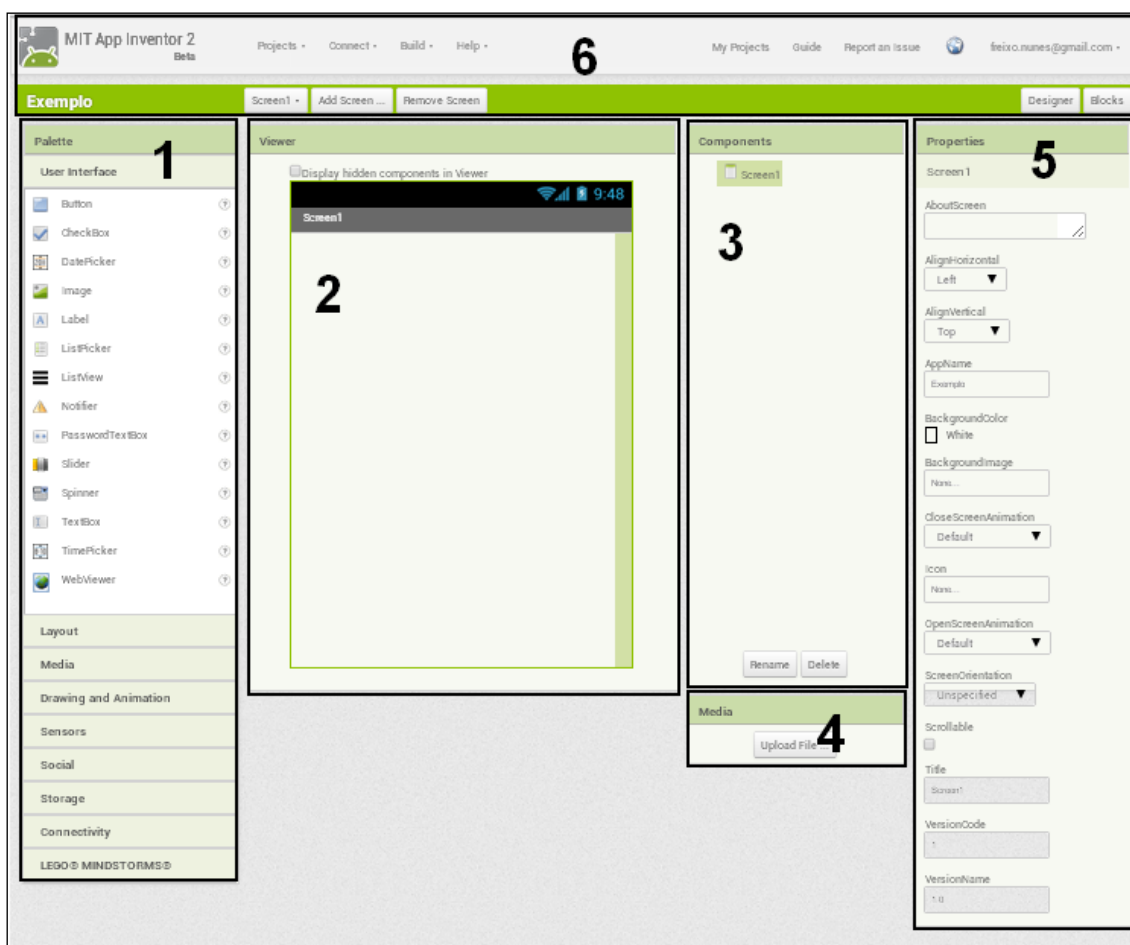 MIT App Inventor 2
Beta
Projects Connect Build Help
6
My Projects Guide Report an Issue freixo.nunes@gmail.com
Exemplo
Screen1 Add Screen ... Remove Screen
Designer Blocks
Palette
1
User Interface
Button
CheckBox
DatePicker
Image
Label
ListPicker
ListView
Notifier
PasswordTextBox
Slider
Spinner
TextBox
TimePicker
WebViewer
Layout
Media
Drawing and Animation
Sensors
Social
Storage
Connectivity
LEGO® MINDSTORMS®
Viewer
Display hidden components in Viewer
9:48
Screen1
2
Components
Screen1
3
Rename Delete
Media
Upload File ...
4
Properties
5
Screen1
AboutScreen
AlignHorizontal
Left
AlignVertical
Top
AppName
Exemplo
BackgroundColor
White
BackgroundImage
None...
CloseScreenAnimation
Default
Icon
None...
OpenScreenAnimation
Default
ScreenOrientation
Unspecified
Scrollable
Title
Screen1
VersionCode
1
VersionName
1.0